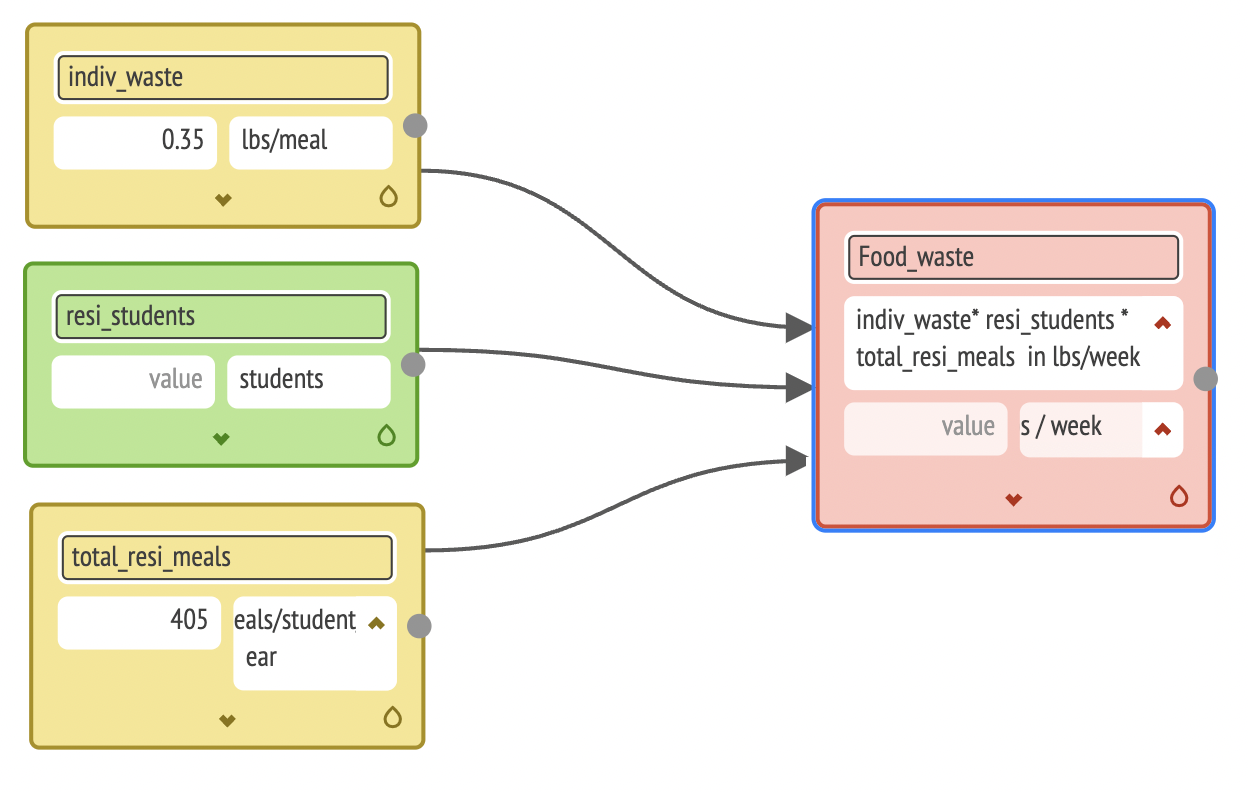 indiv_waste
0.35 lbs/meal
resi_students
value students
total_resi_meals
405 eals/student
ear
Food_waste
indiv_waste* resi_students *
total_resi_meals in lbs/week
value s / week